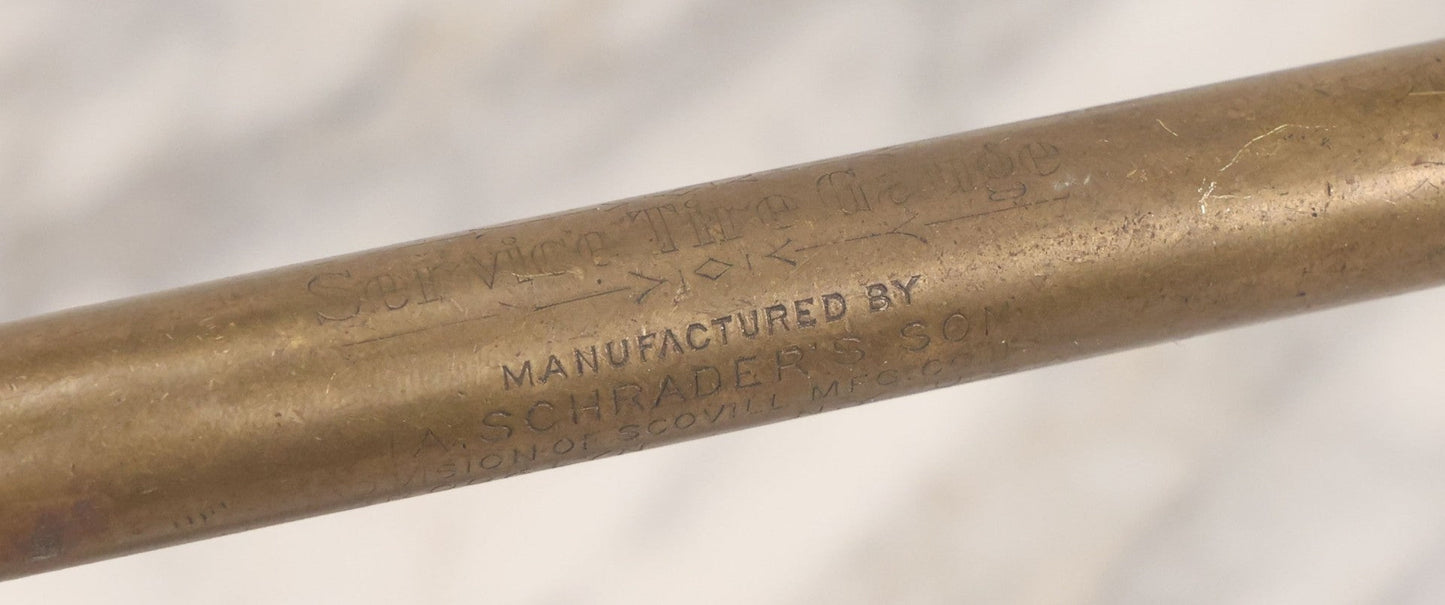 Service Tire Gauge
MANUFACTURED BY
A. SCHRADER'S SON
DIVISION OF SCOVILL MFG. CO.